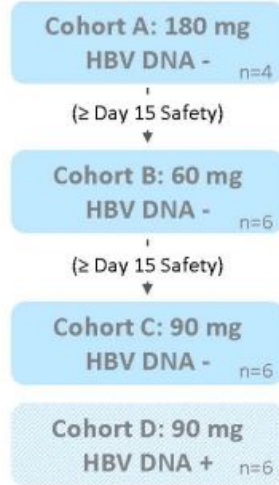 Cohort A: 180 mg
HBV DNA -
n=4
(≥ Day 15 Safety)
Cohort B: 60 mg
HBV DNA -
n=6
(≥ Day 15 Safety)
Cohort C: 90 mg
HBV DNA -
n=6
Cohort D: 90 mg
HBV DNA +
n=6